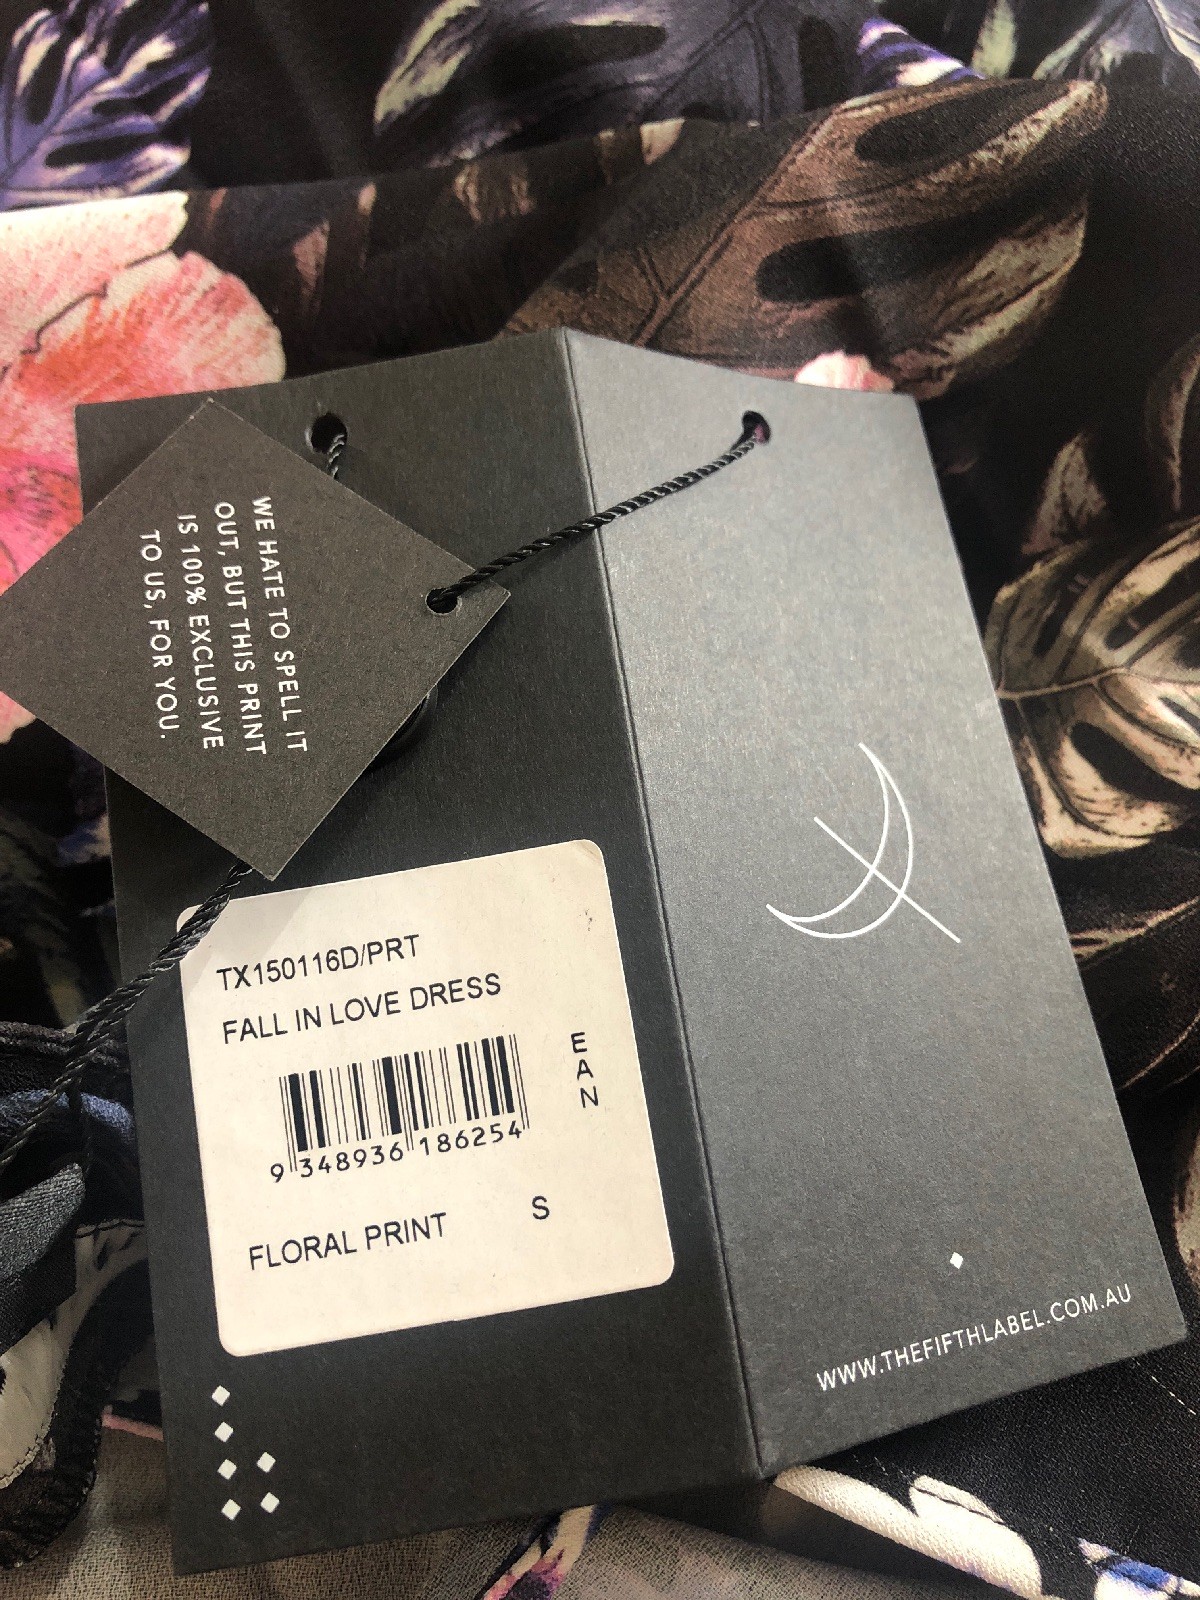 WE HATE TO SPELL IT
OUT, BUT THIS PRINT
IS 100% EXCLUSIVE
TO US, FOR YOU.
TX150116D/PRT
FALL IN LOVE DRESS
EAN
9 348936 186254
FLORAL PRINT S
WWW.THEFIFTHLABEL.COM.AU